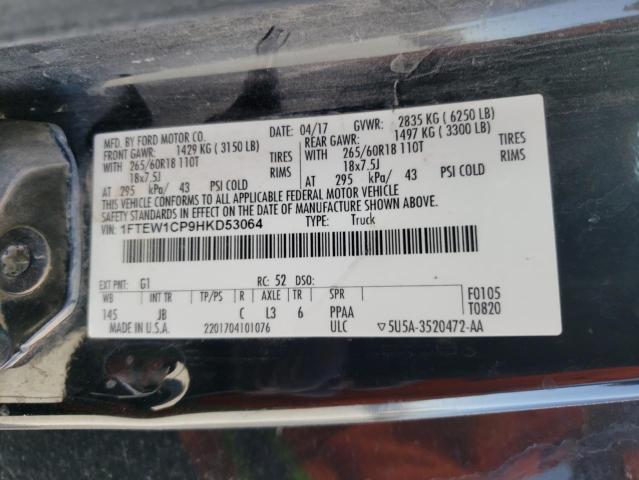 MFD. BY FORD MOTOR CO.
DATE: 04/17 GVWR: 2835 KG ( 6250 LB)
FRONT GAWR: 1429 KG ( 3150 LB) REAR GAWR: 1497 KG ( 3300 LB)
WITH 265/60R18 110T TIRES WITH 265/60R18 110T TIRES
18x7.5J RIMS 18x7.5J RIMS
AT 295 kPa/ 43 PSI COLD AT 295 kPa/ 43 PSI COLD
THIS VEHICLE CONFORMS TO ALL APPLICABLE FEDERAL MOTOR VEHICLE
SAFETY STANDARDS IN EFFECT ON THE DATE OF MANUFACTURE SHOWN ABOVE.
VIN: 1FTEW1CP9HKD53064 TYPE: Truck
EXT PNT: G1 RC: 52 DSO:
WB INT TR TP/PS R AXLE TR SPR F0105
145 JB C L3 6 PPAA T0820
MADE IN U.S.A. 2201704101076 ULC ▽5U5A-3520472-AA